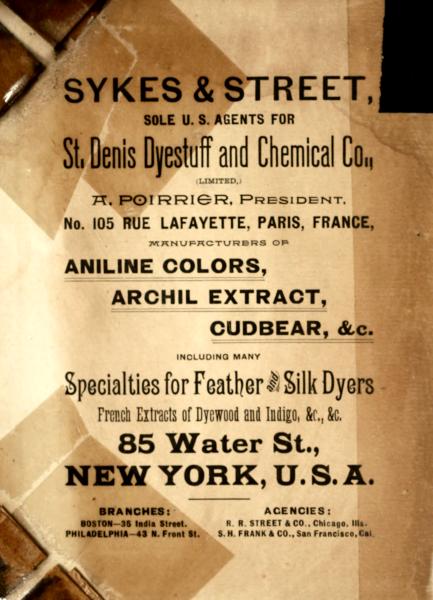 SYKES & STREET,
SOLE U. S. AGENTS FOR
St. Denis Dyestuff and Chemical Co.,
(LIMITED,)
A. POIRRIER, PRESIDENT,
No. 105 RUE LAFAYETTE, PARIS, FRANCE,
MANUFACTURERS OF
ANILINE COLORS,
ARCHIL EXTRACT,
CUDBEAR, &c.
INCLUDING MANY
Specialties for Feather and Silk Dyers
French Extracts of Dyewood and Indigo, &c., &c.
85 Water St.,
NEW YORK, U. S. A.
BRANCHES:
BOSTON—35 India Street.
PHILADELPHIA—43 N. Front St.
AGENCIES:
R. R. STREET & CO., Chicago, Ills.
S. H. FRANK & CO., San Francisco, Cal.